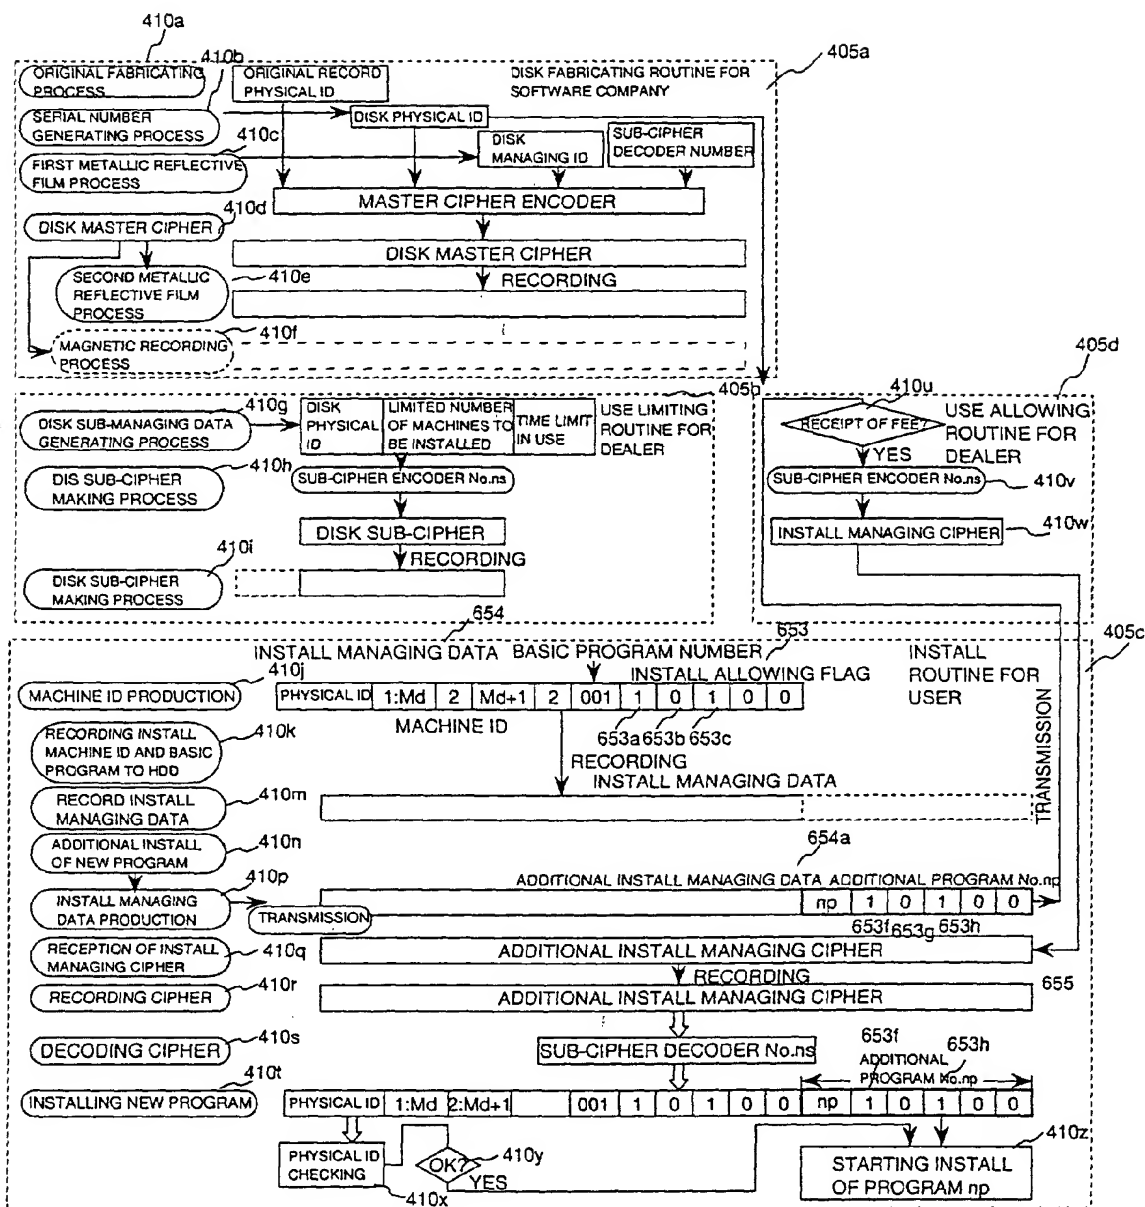 410a
410b
405a
ORIGINAL FABRICATING
PROCESS
ORIGINAL RECORD
PHYSICAL ID
DISK FABRICATING ROUTINE FOR
SOFTWARE COMPANY
SERIAL NUMBER
GENERATING PROCESS
DISK PHYSICAL ID
410c
DISK
MANAGING ID
SUB-CIPHER
DECODER NUMBER
FIRST METALLIC REFLECTIVE
FILM PROCESS
MASTER CIPHER ENCODER
410d
DISK MASTER CIPHER
DISK MASTER CIPHER
SECOND METALLIC
REFLECTIVE FILM
PROCESS
410e
RECORDING
410f
MAGNETIC RECORDING
PROCESS
405d
405b
410g
DISK SUB-MANAGING DATA
GENERATING PROCESS
DISK
PHYSICAL
ID
LIMITED NUMBER
OF MACHINES TO
BE INSTALLED
TIME LIMIT
IN USE
USE LIMITING
ROUTINE FOR
DEALER
410u
RECEIPT OF FEE?
USE ALLOWING
ROUTINE FOR
DEALER
YES
410h
DIS SUB-CIPHER
MAKING PROCESS
SUB-CIPHER ENCODER No.ns
SUB-CIPHER ENCODER No.ns
410v
DISK SUB-CIPHER
INSTALL MANAGING CIPHER
410w
RECORDING
410i
DISK SUB-CIPHER
MAKING PROCESS
654
653
405c
INSTALL MANAGING DATA
BASIC PROGRAM NUMBER
INSTALL ALLOWING FLAG
INSTALL
ROUTINE FOR
USER
410j
MACHINE ID PRODUCTION
PHYSICAL ID 1:Md 2 Md+1 2 001 1 0 1 0 0
MACHINE ID
653a 653b 653c
410k
RECORDING INSTALL
MACHINE ID AND BASIC
PROGRAM TO HDD
RECORDING
INSTALL MANAGING DATA
TRANSMISSION
RECORD INSTALL
MANAGING DATA
410m
ADDITIONAL INSTALL
OF NEW PROGRAM
410n
654a
410p
ADDITIONAL INSTALL MANAGING DATA ADDITIONAL PROGRAM No.np
INSTALL MANAGING
DATA PRODUCTION
TRANSMISSION
np 1 0 1 0 0
653f 653g 653h
RECEPTION OF INSTALL
MANAGING CIPHER
410q
ADDITIONAL INSTALL MANAGING CIPHER
RECORDING
655
RECORDING CIPHER
410r
ADDITIONAL INSTALL MANAGING CIPHER
DECODING CIPHER
410s
SUB-CIPHER DECODER No.ns
653f
653h
ADDITIONAL
PROGRAM No.np
410t
INSTALLING NEW PROGRAM
PHYSICAL ID 1:Md 2:Md+1 001 1 0 1 0 0 np 1 0 1 0 0
PHYSICAL ID
CHECKING
410x
OK?
410y
YES
410z
STARTING INSTALL
OF PROGRAM np